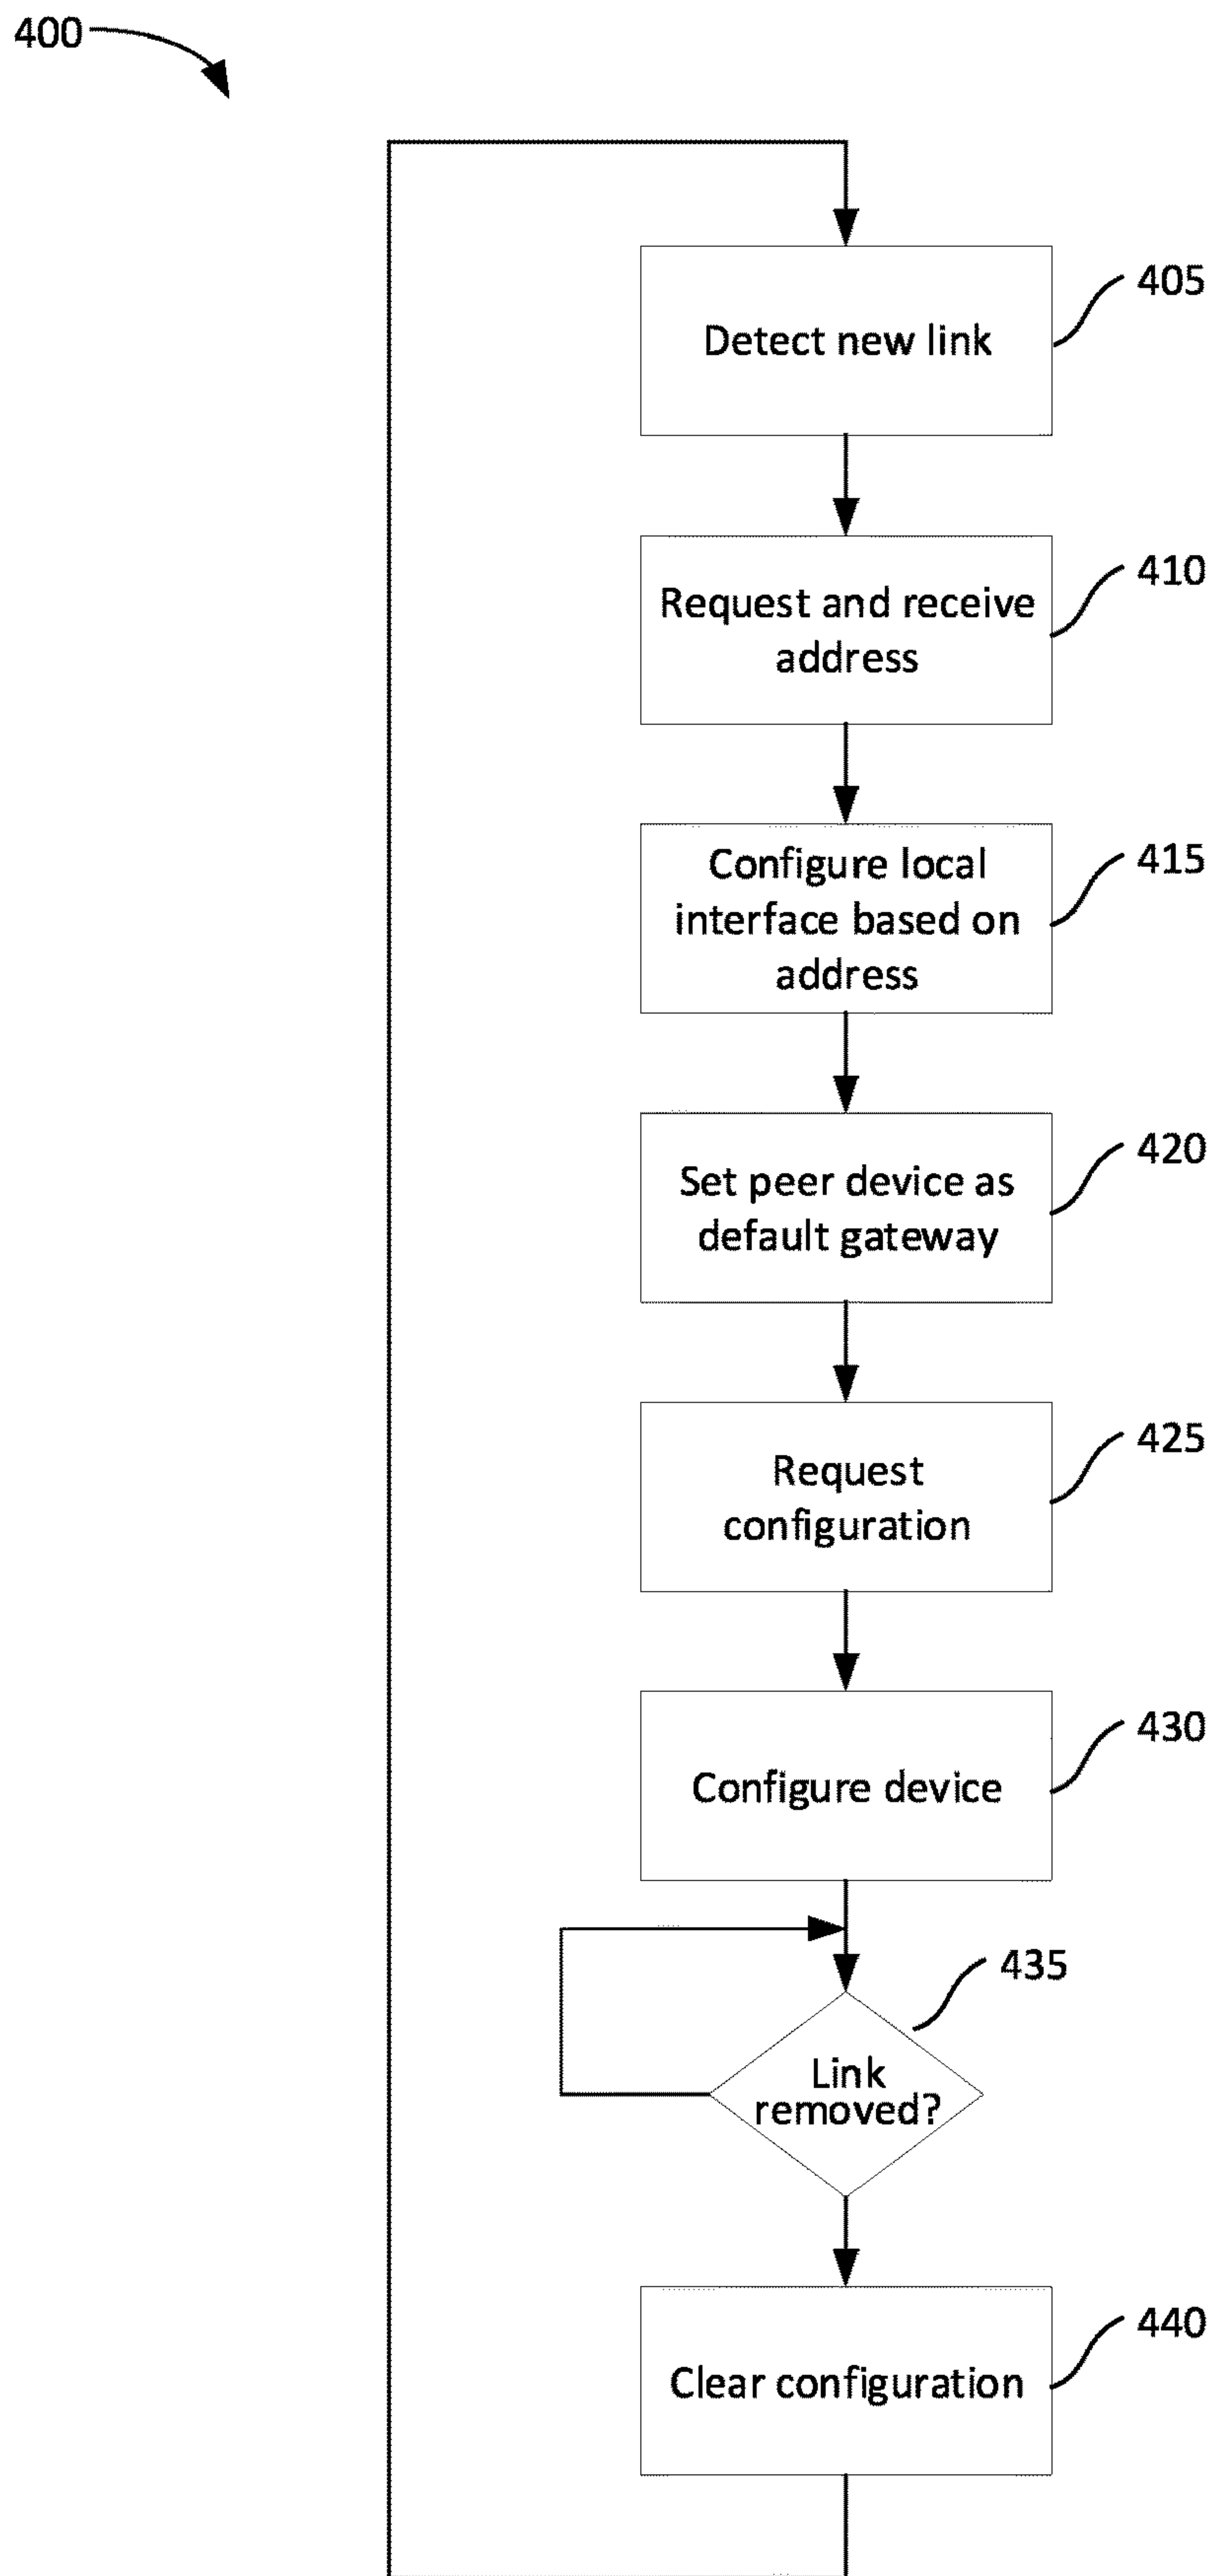 400
405
Detect new link
410
Request and receive
address
415
Configure local
interface based on
address
420
Set peer device as
default gateway
425
Request
configuration
430
Configure device
435
Link
removed?
440
Clear configuration